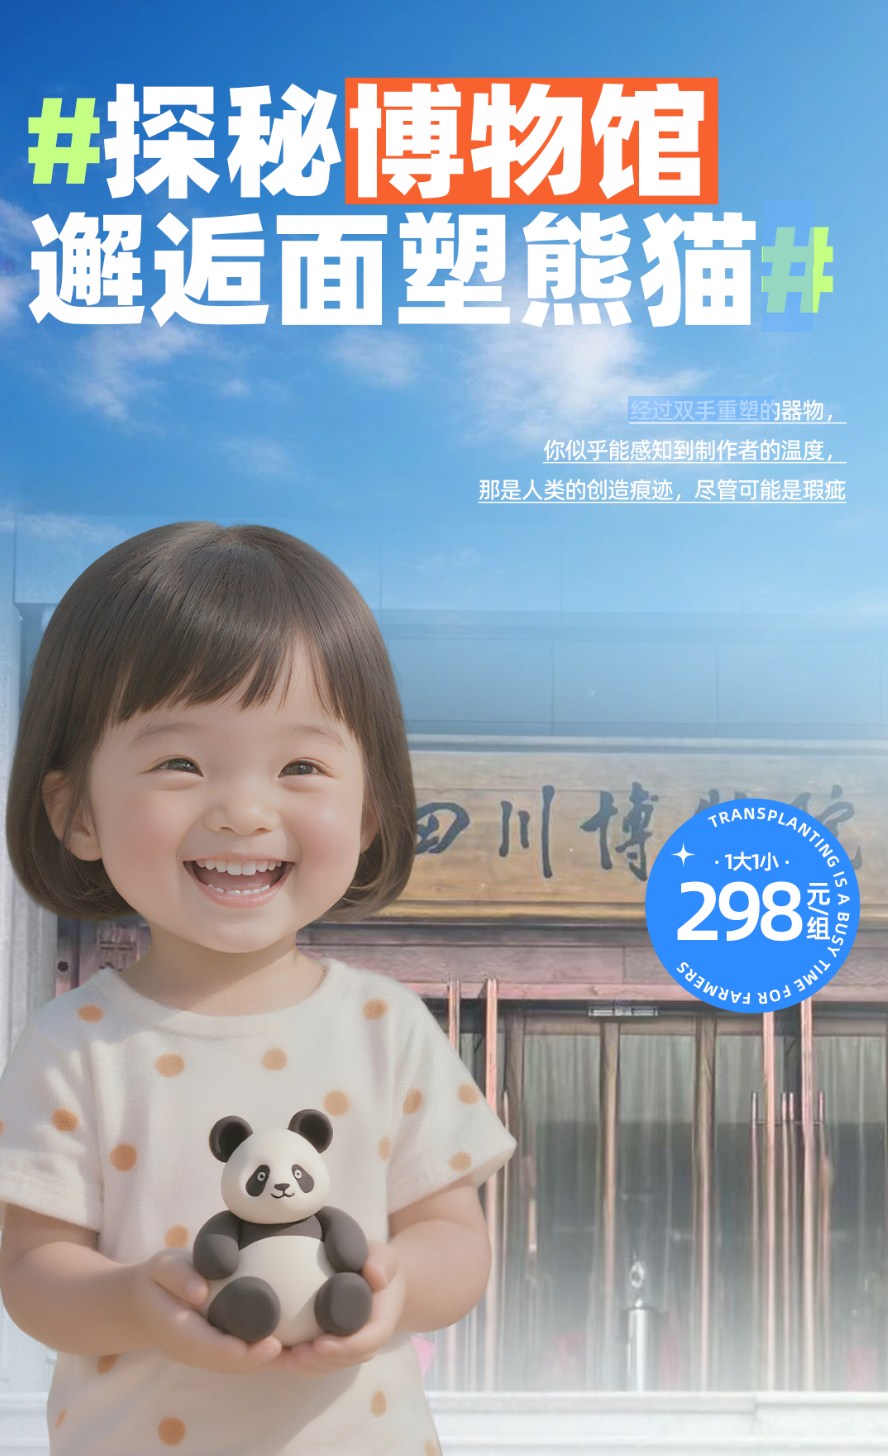 #探秘博物馆
邂逅面塑熊猫#
经过双手重塑的器物，
你似乎能感知到制作者的温度，
那是人类的创造痕迹，尽管可能是瑕疵
四川博物院
TRANSPLANTING IS A BUSY TIME FOR FARMERS
·1大1小·
298元/组